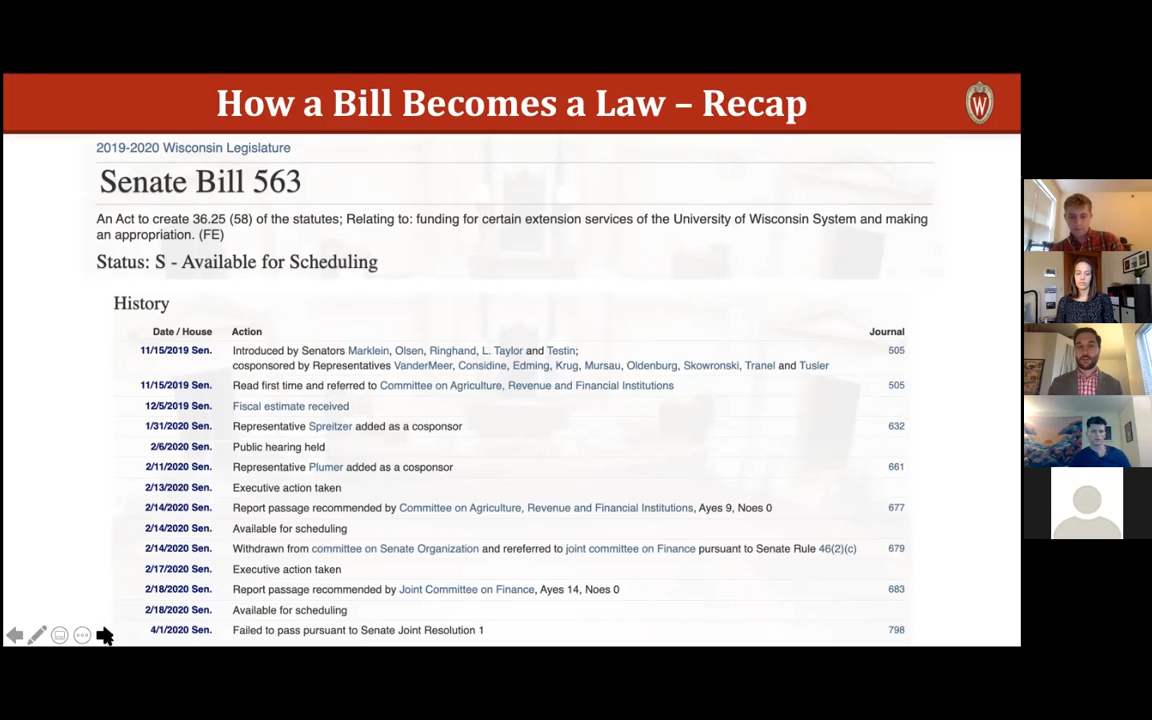 How a Bill Becomes a Law – Recap
W
2019-2020 Wisconsin Legislature
Senate Bill 563
An Act to create 36.25 (58) of the statutes; Relating to: funding for certain extension services of the University of Wisconsin System and making
an appropriation. (FE)
Status: S - Available for Scheduling
History
Date / House Action Journal
11/15/2019 Sen. Introduced by Senators Marklein, Olsen, Ringhand, L. Taylor and Testin; 505
cosponsored by Representatives VanderMeer, Considine, Edming, Krug, Mursau, Oldenburg, Skowronski, Tranel and Tusler
11/15/2019 Sen. Read first time and referred to Committee on Agriculture, Revenue and Financial Institutions 505
12/5/2019 Sen. Fiscal estimate received
1/31/2020 Sen. Representative Spreitzer added as a cosponsor 632
2/6/2020 Sen. Public hearing held
2/11/2020 Sen. Representative Plumer added as a cosponsor 661
2/13/2020 Sen. Executive action taken
2/14/2020 Sen. Report passage recommended by Committee on Agriculture, Revenue and Financial Institutions, Ayes 9, Noes 0 677
2/14/2020 Sen. Available for scheduling
2/14/2020 Sen. Withdrawn from committee on Senate Organization and rereferred to joint committee on Finance pursuant to Senate Rule 46(2)(c) 679
2/17/2020 Sen. Executive action taken
2/18/2020 Sen. Report passage recommended by Joint Committee on Finance, Ayes 14, Noes 0 683
2/18/2020 Sen. Available for scheduling
4/1/2020 Sen. Failed to pass pursuant to Senate Joint Resolution 1 798